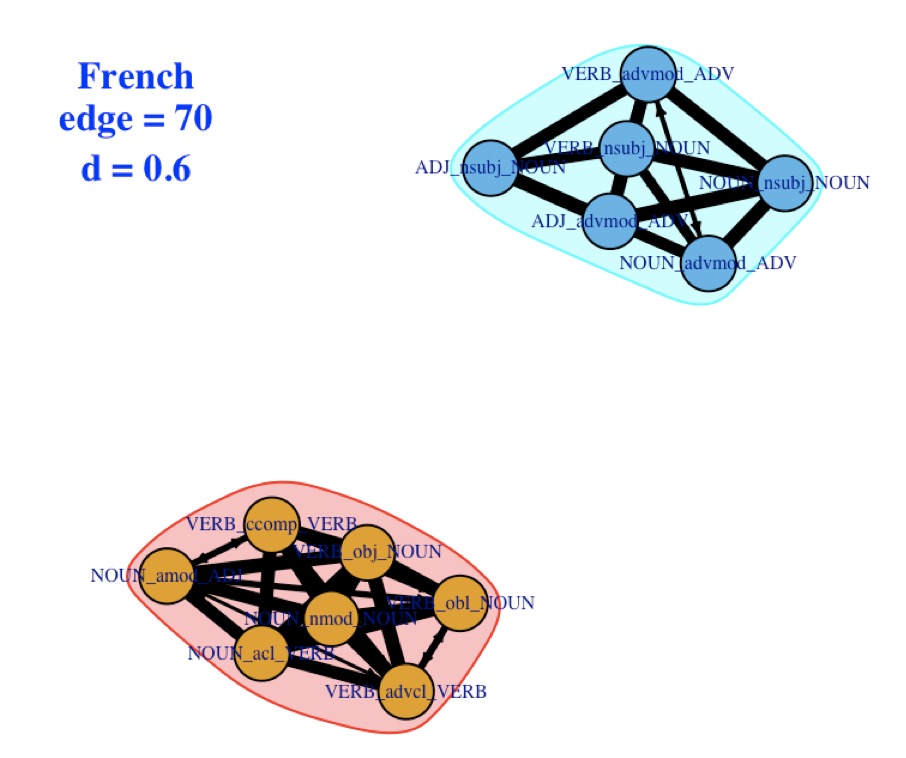 French
edge = 70
d = 0.6
VERB_advmod_ADV
VERB_nsubj_NOUN
ADJ_nsubj_NOUN
NOUN_nsubj_NOUN
ADJ_advmod_ADV
NOUN_advmod_ADV
VERB_ccomp_VERB
VERB_obj_NOUN
NOUN_amod_ADJ
VERB_obl_NOUN
NOUN_nmod_NOUN
NOUN_acl_VERB
VERB_advcl_VERB